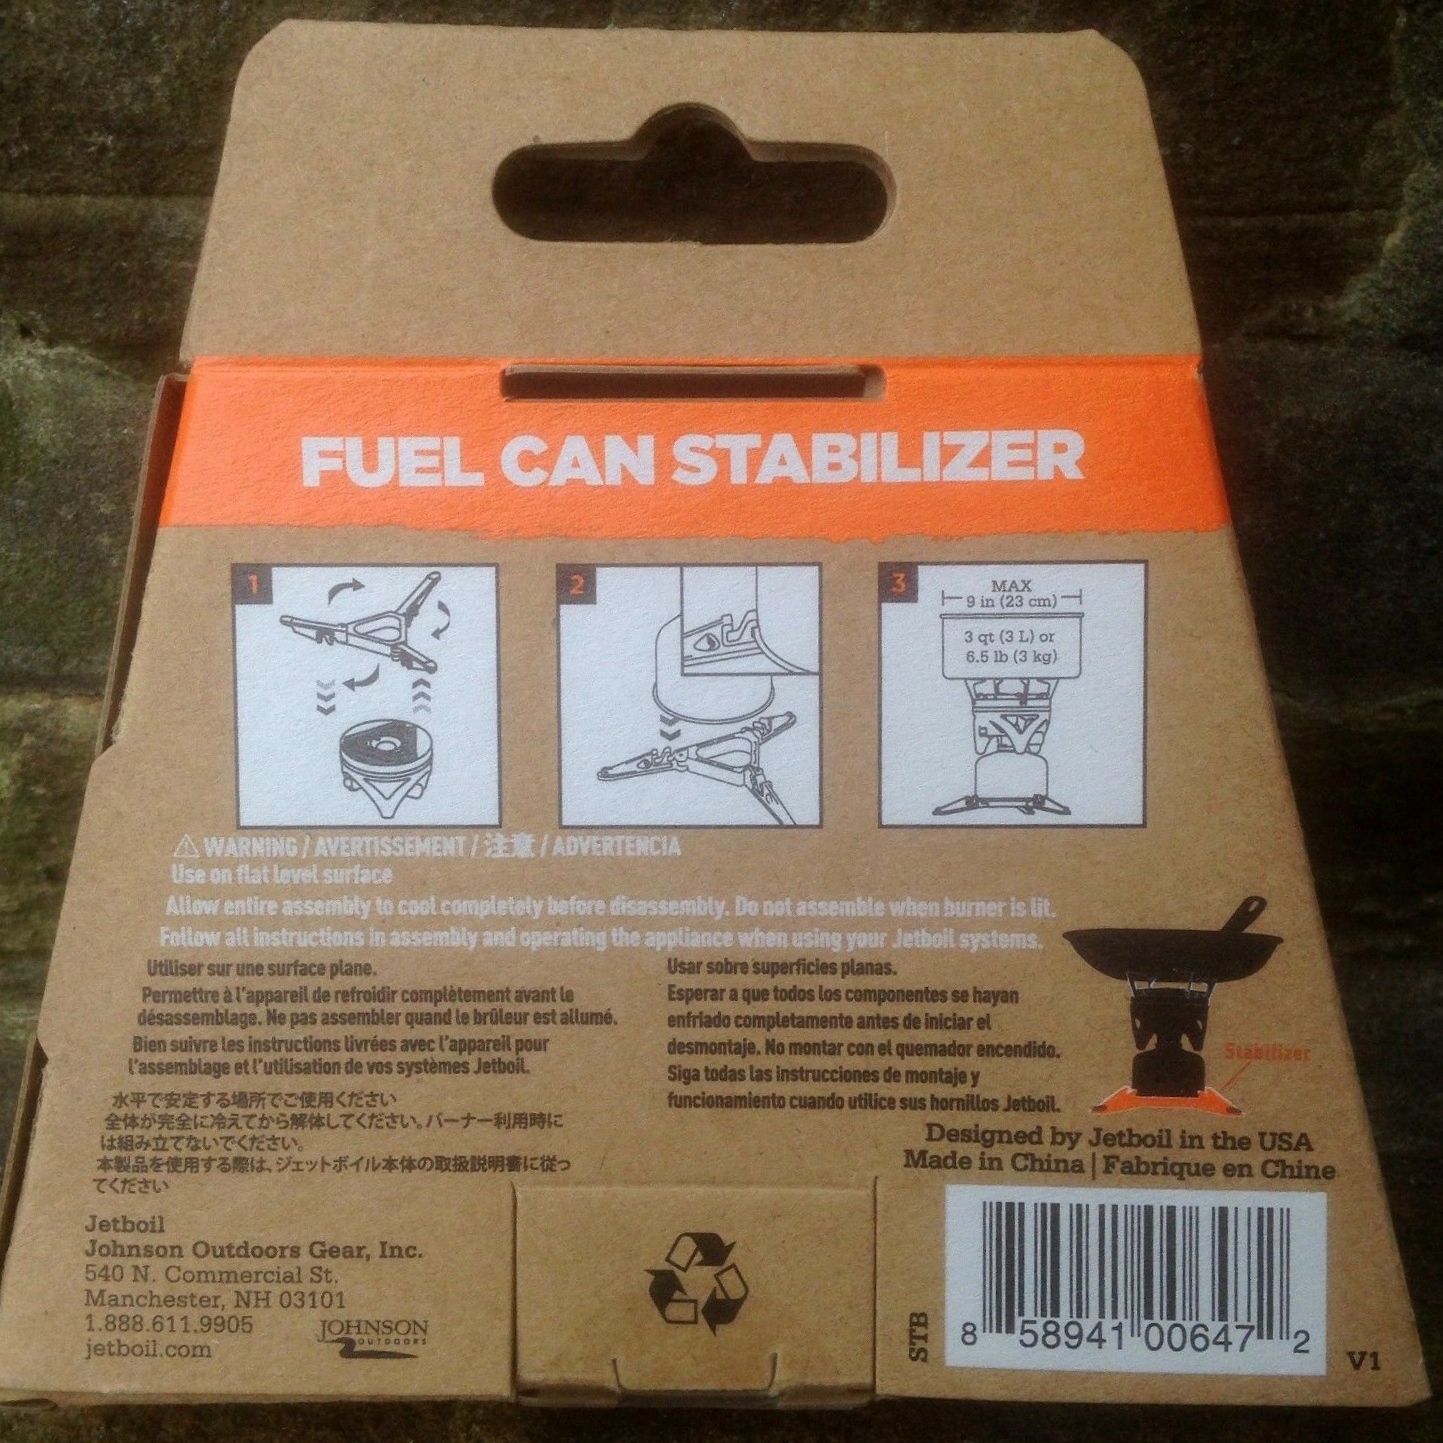 FUEL CAN STABILIZER
1
2
3
MAX
9 in (23 cm)
3 qt (3 L) or
6.5 lb (3 kg)
⚠ WARNING / AVERTISSEMENT / 注意 / ADVERTENCIA
Use on flat level surface
Allow entire assembly to cool completely before disassembly. Do not assemble when burner is lit.
Follow all instructions in assembly and operating the appliance when using your Jetboil systems.
Utiliser sur une surface plane.
Permettre à l'appareil de refroidir complètement avant le
désassemblage. Ne pas assembler quand le brûleur est allumé.
Bien suivre les instructions livrées avec l'appareil pour
l'assemblage et l'utilisation de vos systèmes Jetboil.
水平で安定する場所でご使用ください
全体が完全に冷えてから解体してください。バーナー利用時に
は組み立てないでください。
本製品を使用する際は、ジェットボイル本体の取扱説明書に従っ
てください
Usar sobre superficies planas.
Esperar a que todos los componentes se hayan
enfriado completamente antes de iniciar el
desmontaje. No montar con el quemador encendido.
Siga todas las instrucciones de montaje y
funcionamiento cuando utilice sus hornillos Jetboil.
Stabilizer
Designed by Jetboil in the USA
Made in China | Fabrique en Chine
Jetboil
Johnson Outdoors Gear, Inc.
540 N. Commercial St.
Manchester, NH 03101
1.888.611.9905
jetboil.com
JOHNSON
OUTDOORS
STB
8 58941 00647 2
V1